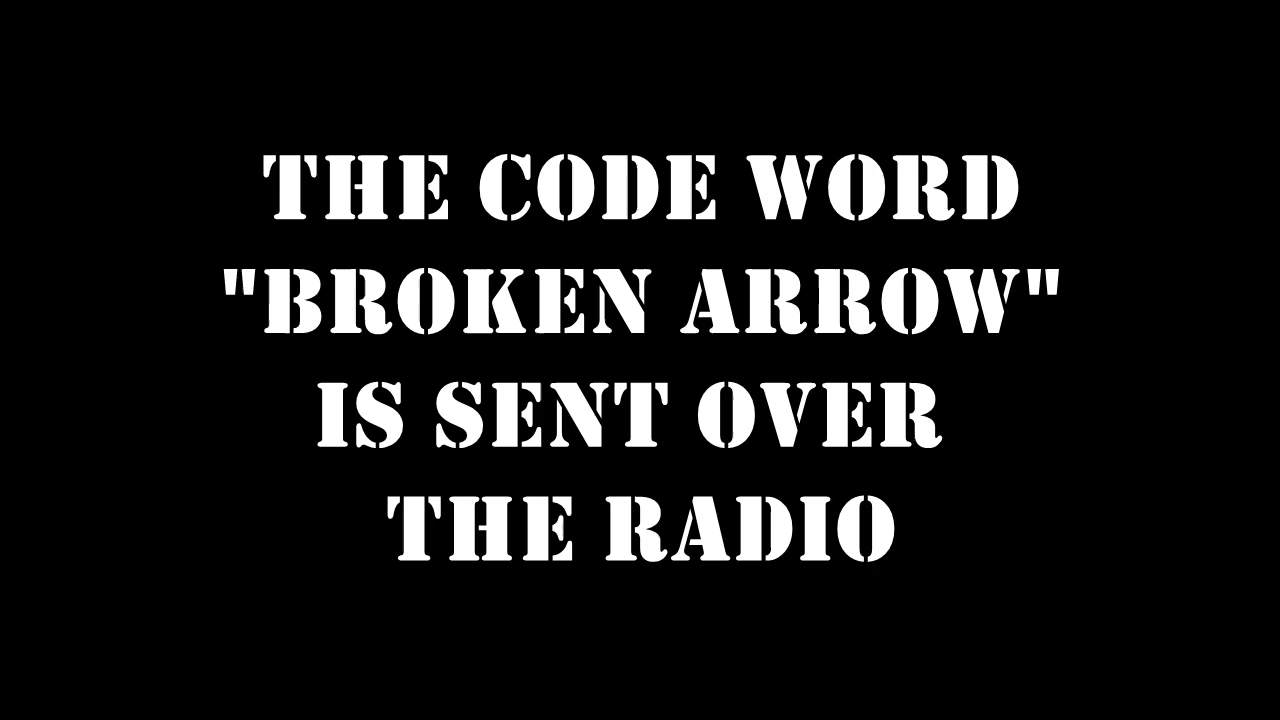 THE CODE WORD
"BROKEN ARROW"
IS SENT OVER
THE RADIO